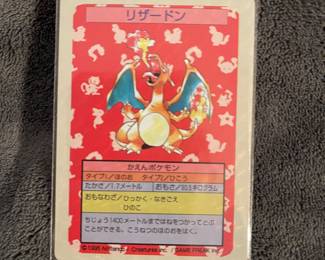 リザードン
かえんポケモン
タイプ1/ほのお タイプ2/ひこう
たかさ/1.7メートル おもさ/90.5キログラム
おもなわざ/ひっかく・なきごえ
ひのこ
ちじょう1400メートルまではねをつかってとぶ
ことができる。こうねつのほのおをはく。
©1995 Nintendo Creatures inc. / GAME FREAK inc.